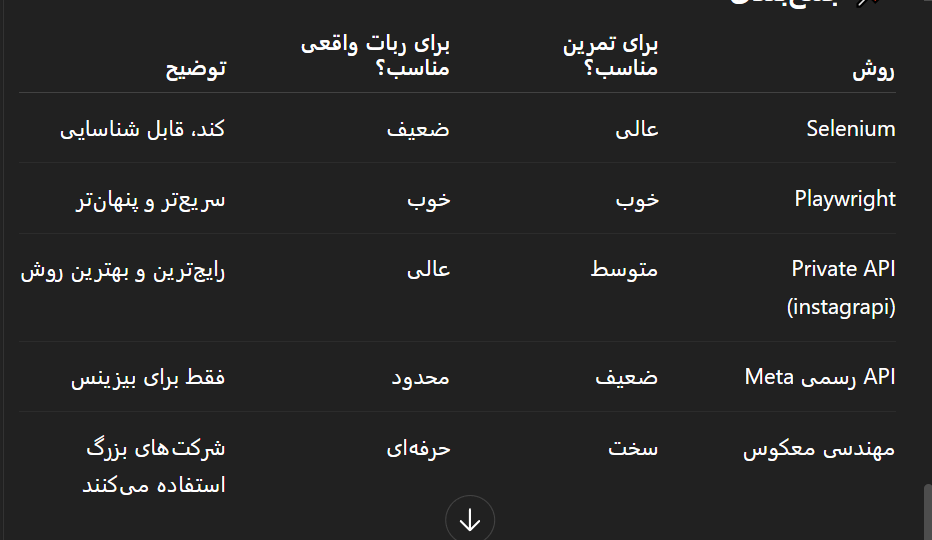 جمع‌بندی
روش
برای تمرین مناسب؟
برای ربات واقعی مناسب؟
توضیح
Selenium
عالی
ضعیف
کند، قابل شناسایی
Playwright
خوب
خوب
سریع‌تر و پنهان‌تر
Private API
(instagrapi)
متوسط
عالی
رایج‌ترین و بهترین روش
API رسمی Meta
ضعیف
محدود
فقط برای بیزینس
مهندسی معکوس
سخت
حرفه‌ای
شرکت‌های بزرگ
استفاده می‌کنند